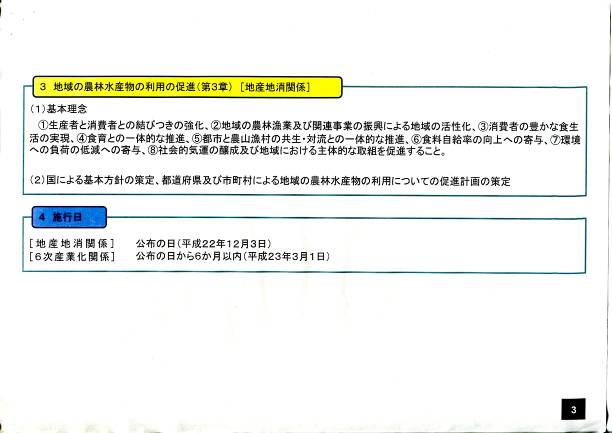 3　地域の農林水産物の利用の促進（第3章）　［地産地消関係］
（1）基本理念
①生産者と消費者との結びつきの強化、②地域の農林漁業及び関連事業の振興による地域の活性化、③消費者の豊かな食生
活の実現、④食育との一体的な推進、⑤都市と農山漁村の共生・対流との一体的な推進、⑥食料自給率の向上への寄与、⑦環境
への負荷の低減への寄与、⑧社会的気運の醸成及び地域における主体的な取組を促進すること。
（2）国による基本方針の策定、都道府県及び市町村による地域の農林水産物の利用についての促進計画の策定
4　施行日
［地産地消関係］　公布の日（平成22年12月3日）
［6次産業化関係］　公布の日から6か月以内（平成23年3月1日）
3